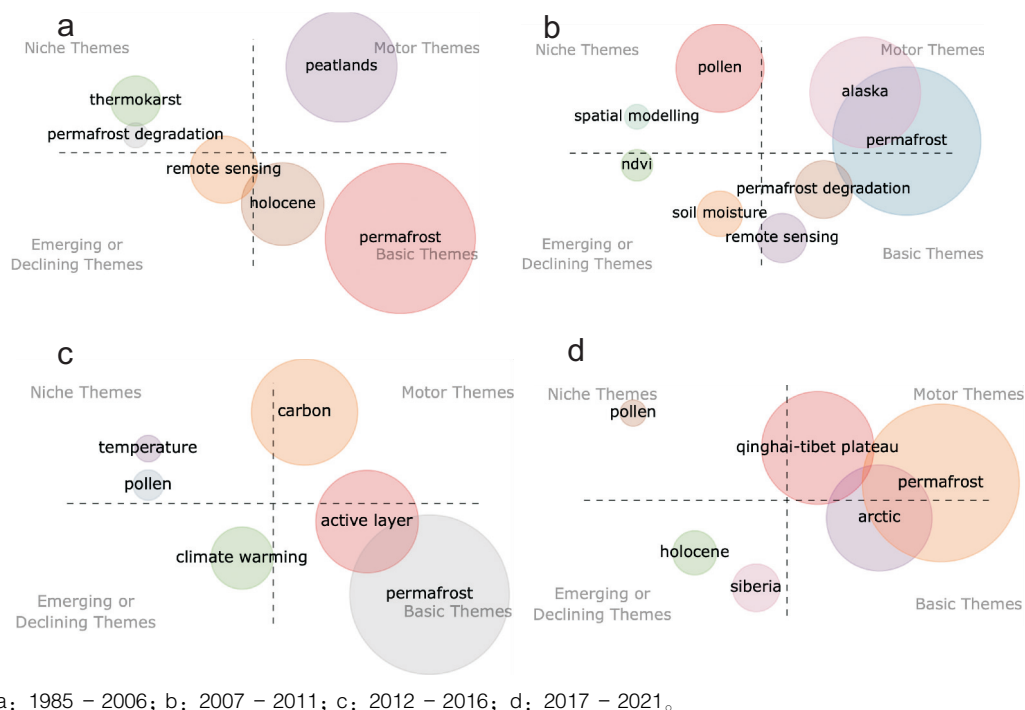 a
Niche Themes
Motor Themes
peatlands
thermokarst
permafrost degradation
remote sensing
holocene
permafrost
Basic Themes
Emerging or
Declining Themes
b
Niche Themes
Motor Themes
pollen
alaska
spatial modelling
permafrost
ndvi
permafrost degradation
soil moisture
remote sensing
Emerging or
Declining Themes
Basic Themes
c
Niche Themes
Motor Themes
carbon
temperature
pollen
active layer
climate warming
permafrost
Basic Themes
Emerging or
Declining Themes
d
Niche Themes
Motor Themes
pollen
qinghai-tibet plateau
permafrost
arctic
holocene
siberia
Emerging or
Declining Themes
Basic Themes
a: 1985 - 2006; b: 2007 - 2011; c: 2012 - 2016; d: 2017 - 2021。